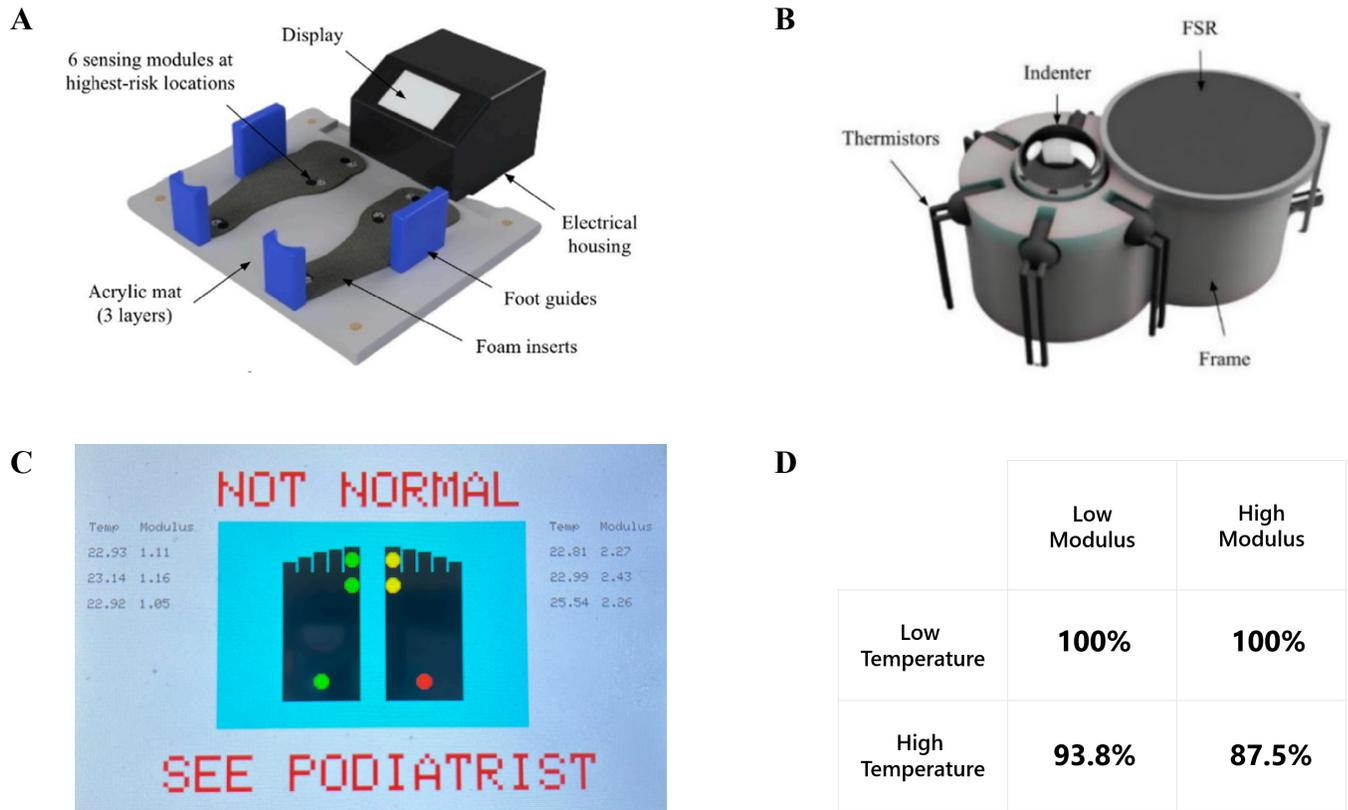 A
Display
6 sensing modules at
highest-risk locations
Electrical
housing
Acrylic mat
(3 layers)
Foot guides
Foam inserts
B
FSR
Indenter
Thermistors
Frame
C
NOT NORMAL
Temp Modulus
22.93 1.11
23.14 1.16
22.92 1.05
Temp Modulus
22.81 2.27
22.99 2.43
25.54 2.26
SEE PODIATRIST
D
Low
Modulus
High
Modulus
Low
Temperature
100%
100%
High
Temperature
93.8%
87.5%